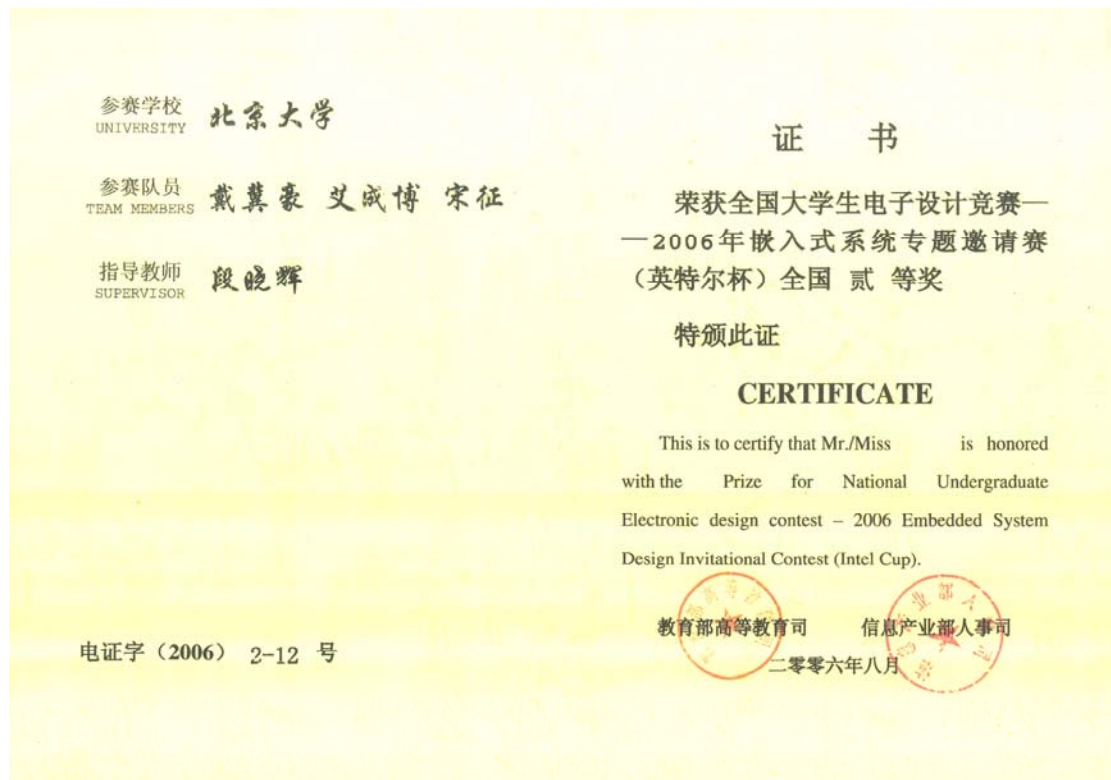 参赛学校 北京大学
UNIVERSITY
参赛队员 戴冀豪 艾成博 宋征
TEAM MEMBERS
指导教师 段晓辉
SUPERVISOR
电证字（2006） 2-12 号
证 书
荣获全国大学生电子设计竞赛—
—2006年嵌入式系统专题邀请赛
（英特尔杯）全国 贰 等奖
特颁此证
CERTIFICATE
This is to certify that Mr./Miss is honored
with the Prize for National Undergraduate
Electronic design contest – 2006 Embedded System
Design Invitational Contest (Intel Cup).
教育部高等教育司 信息产业部人事司
二零零六年八月